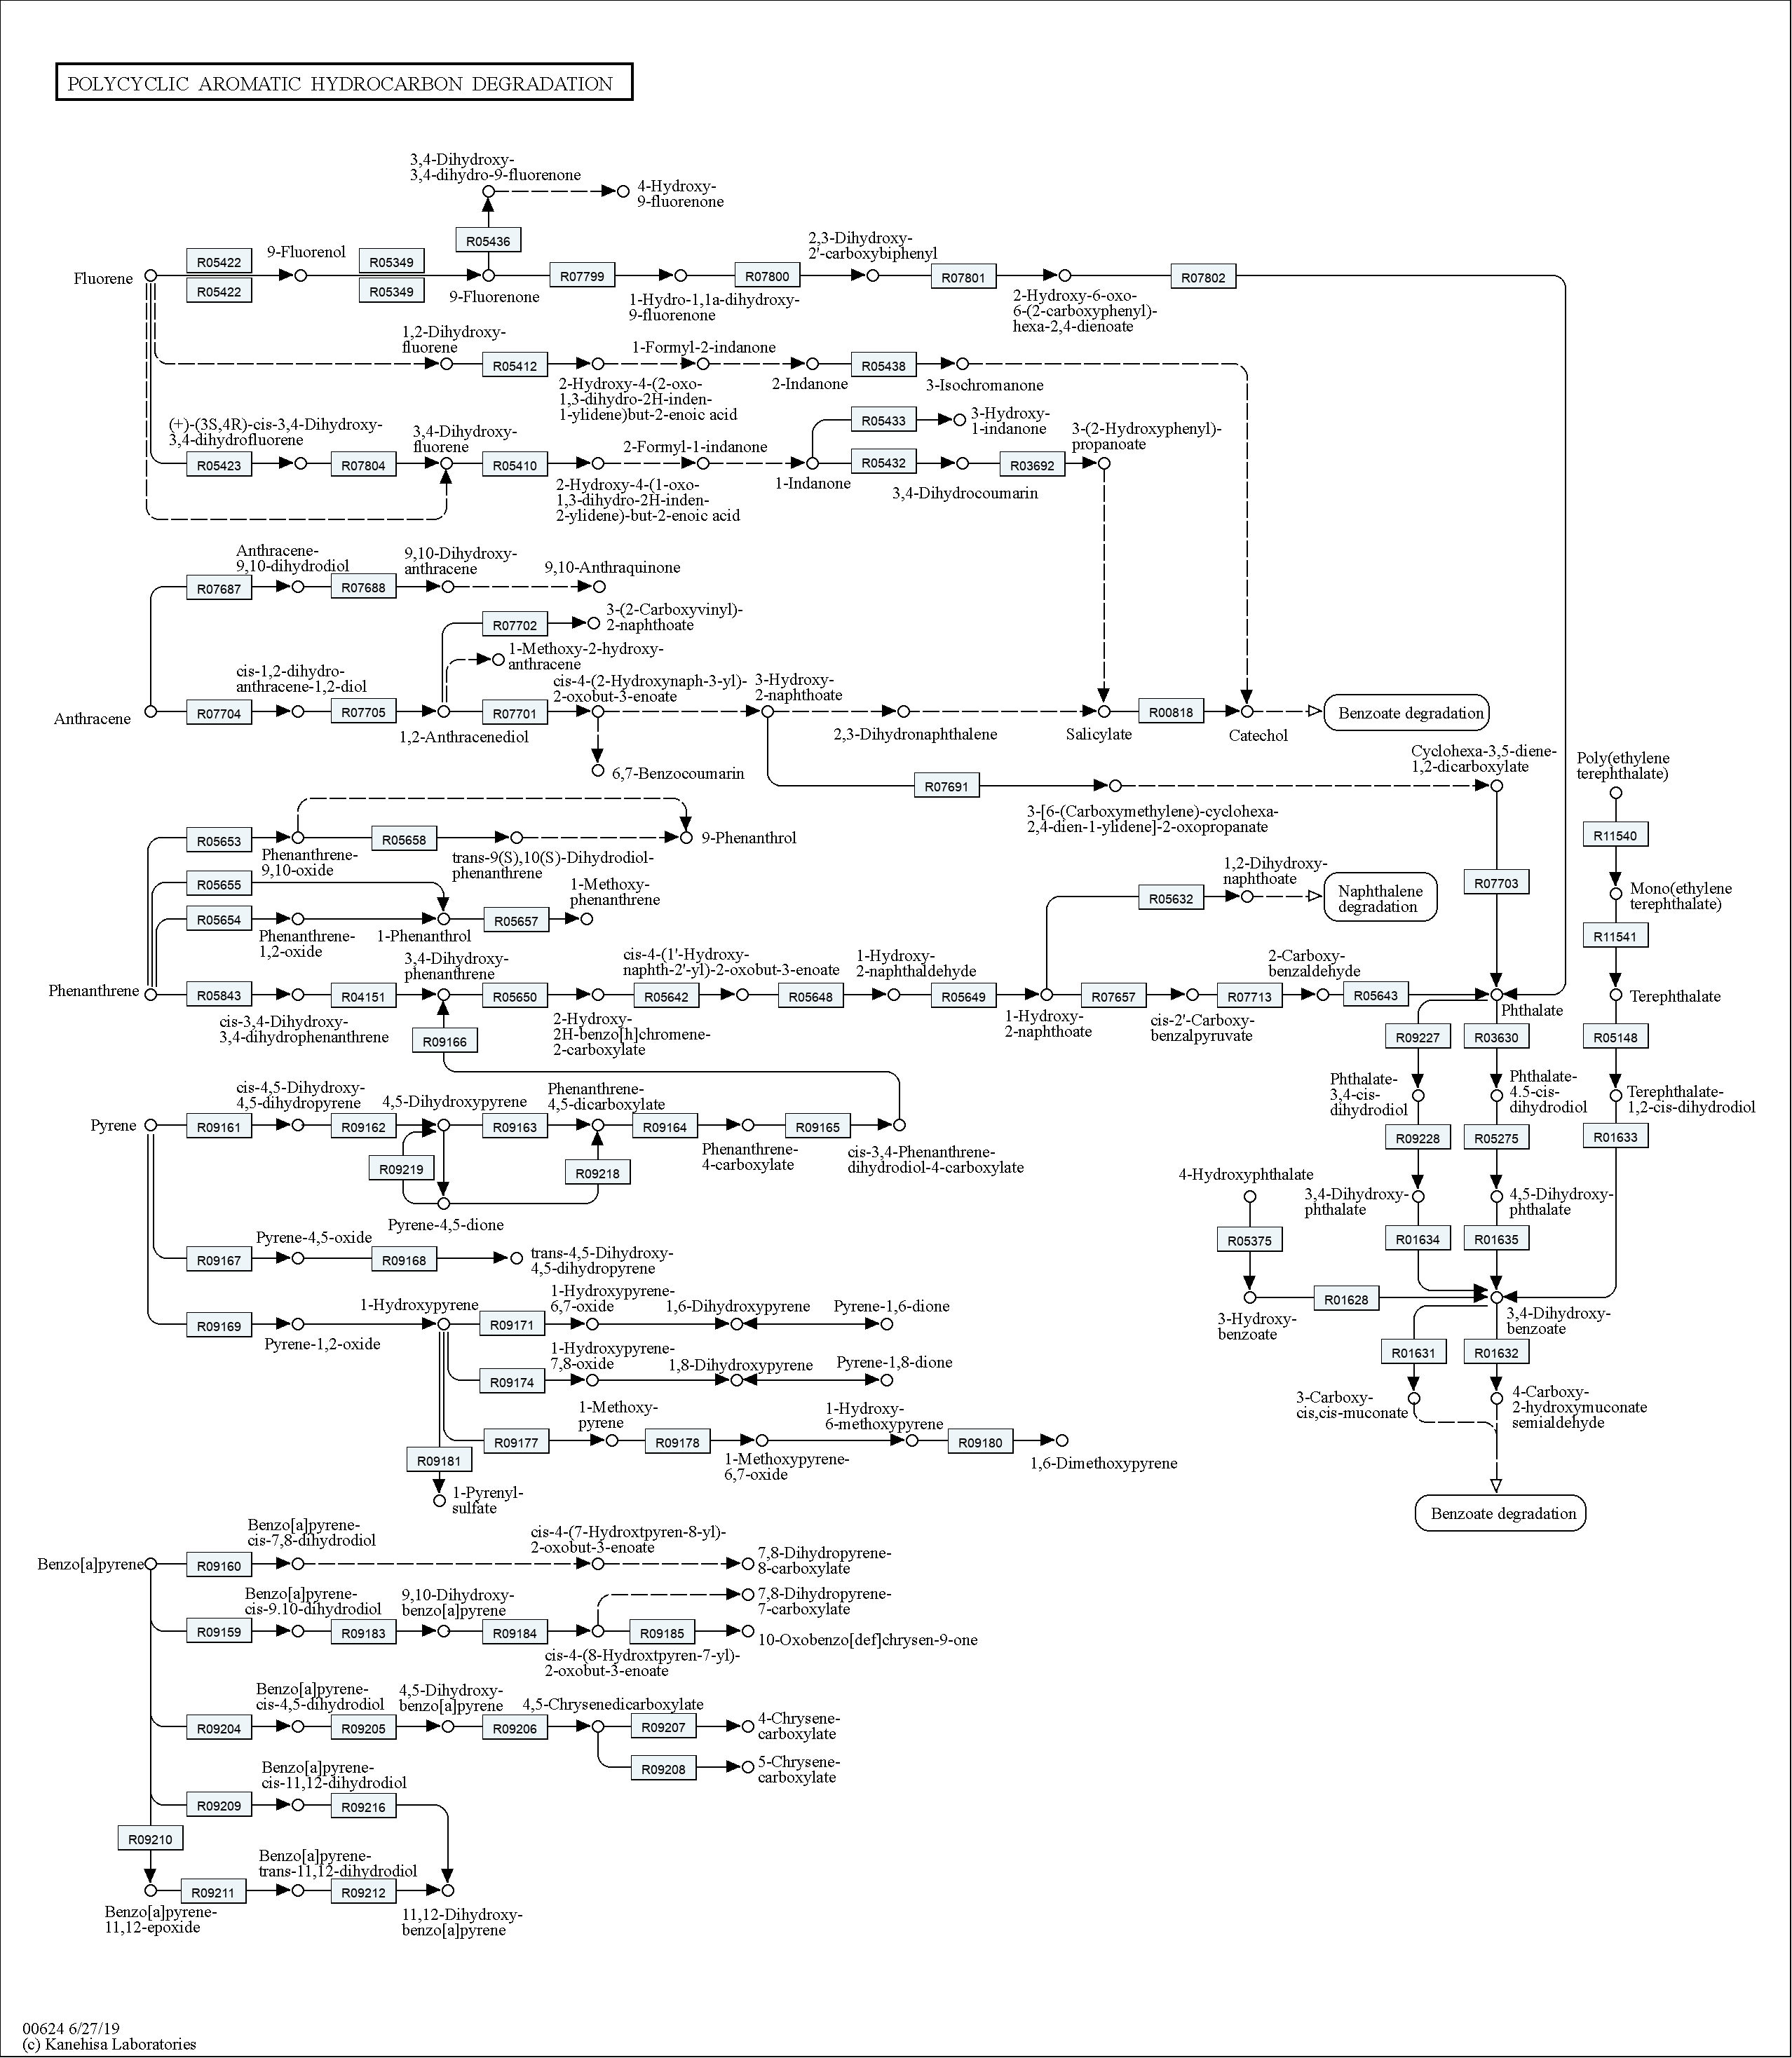 POLYCYCLIC AROMATIC HYDROCARBON DEGRADATION
3,4-Dihydroxy-
3,4-dihydro-9-fluorenone
4-Hydroxy-
9-fluorenone
R05436
Fluorene
R05422
R05422
9-Fluorenol
R05349
R05349
9-Fluorenone
R07799
1-Hydro-1,1a-dihydroxy-
9-fluorenone
R07800
2,3-Dihydroxy-
2'-carboxybiphenyl
R07801
2-Hydroxy-6-oxo-
6-(2-carboxyphenyl)-
hexa-2,4-dienoate
R07802
1,2-Dihydroxy-
fluorene
R05412
2-Hydroxy-4-(2-oxo-
1,3-dihydro-2H-inden-
1-ylidene)but-2-enoic acid
1-Formyl-2-indanone
2-Indanone
R05438
3-Isochromanone
(+)-(3S,4R)-cis-3,4-Dihydroxy-
3,4-dihydrofluorene
R05423
R07804
3,4-Dihydroxy-
fluorene
R05410
2-Hydroxy-4-(1-oxo-
1,3-dihydro-2H-inden-
2-ylidene)-but-2-enoic acid
2-Formyl-1-indanone
1-Indanone
R05433
3-Hydroxy-
1-indanone
R05432
3,4-Dihydrocoumarin
R03692
3-(2-Hydroxyphenyl)-
propanoate
Anthracene-
9,10-dihydrodiol
R07687
R07688
9,10-Dihydroxy-
anthracene
9,10-Anthraquinone
R07702
3-(2-Carboxyvinyl)-
2-naphthoate
1-Methoxy-2-hydroxy-
anthracene
Anthracene
R07704
cis-1,2-dihydro-
anthracene-1,2-diol
R07705
1,2-Anthracenediol
R07701
cis-4-(2-Hydroxynaph-3-yl)-
2-oxobut-3-enoate
6,7-Benzocoumarin
3-Hydroxy-
2-naphthoate
2,3-Dihydronaphthalene
Salicylate
R00818
Catechol
Benzoate degradation
R07691
3-[6-(Carboxymethylene)-cyclohexa-
2,4-dien-1-ylidene]-2-oxopropanate
Cyclohexa-3,5-diene-
1,2-dicarboxylate
R07703
Poly(ethylene
terephthalate)
R11540
Mono(ethylene
terephthalate)
R11541
Terephthalate
R05148
Terephthalate-
1,2-cis-dihydrodiol
R01633
R05653
Phenanthrene-
9,10-oxide
R05658
trans-9(S),10(S)-Dihydrodiol-
phenanthrene
9-Phenanthrol
R05655
R05654
Phenanthrene-
1,2-oxide
1-Phenanthrol
R05657
1-Methoxy-
phenanthrene
Phenanthrene
R05843
cis-3,4-Dihydroxy-
3,4-dihydrophenanthrene
R04151
3,4-Dihydroxy-
phenanthrene
R05650
2-Hydroxy-
2H-benzo[h]chromene-
2-carboxylate
R05642
cis-4-(1'-Hydroxy-
naphth-2'-yl)-2-oxobut-3-enoate
R05648
1-Hydroxy-
2-naphthaldehyde
R05649
1-Hydroxy-
2-naphthoate
R05632
1,2-Dihydroxy-
naphthoate
Naphthalene
degradation
R07657
cis-2'-Carboxy-
benzalpyruvate
R07713
2-Carboxy-
benzaldehyde
R05643
Phthalate
R09227
R03630
Phthalate-
3,4-cis-
dihydrodiol
Phthalate-
4.5-cis-
dihydrodiol
R09228
R05275
3,4-Dihydroxy-
phthalate
4,5-Dihydroxy-
phthalate
R01634
R01635
4-Hydroxyphthalate
R05375
3-Hydroxy-
benzoate
R01628
3,4-Dihydroxy-
benzoate
R01631
R01632
3-Carboxy-
cis,cis-muconate
4-Carboxy-
2-hydroxymuconate
semialdehyde
Benzoate degradation
R09166
Pyrene
R09161
cis-4,5-Dihydroxy-
4,5-dihydropyrene
R09162
4,5-Dihydroxypyrene
R09163
Phenanthrene-
4,5-dicarboxylate
R09164
Phenanthrene-
4-carboxylate
R09165
cis-3,4-Phenanthrene-
dihydrodiol-4-carboxylate
R09219
R09218
Pyrene-4,5-dione
R09167
Pyrene-4,5-oxide
R09168
trans-4,5-Dihydroxy-
4,5-dihydropyrene
R09169
Pyrene-1,2-oxide
1-Hydroxypyrene
R09171
1-Hydroxypyrene-
6,7-oxide
1,6-Dihydroxypyrene
Pyrene-1,6-dione
R09174
1-Hydroxypyrene-
7,8-oxide
1,8-Dihydroxypyrene
Pyrene-1,8-dione
R09177
1-Methoxy-
pyrene
R09178
1-Methoxypyrene-
6,7-oxide
1-Hydroxy-
6-methoxypyrene
R09180
1,6-Dimethoxypyrene
R09181
1-Pyrenyl-
sulfate
Benzo[a]pyrene
R09160
Benzo[a]pyrene-
cis-7,8-dihydrodiol
cis-4-(7-Hydroxtpyren-8-yl)-
2-oxobut-3-enoate
7,8-Dihydropyrene-
8-carboxylate
R09159
Benzo[a]pyrene-
cis-9.10-dihydrodiol
R09183
9,10-Dihydroxy-
benzo[a]pyrene
R09184
cis-4-(8-Hydroxtpyren-7-yl)-
2-oxobut-3-enoate
7,8-Dihydropyrene-
7-carboxylate
R09185
10-Oxobenzo[def]chrysen-9-one
R09204
Benzo[a]pyrene-
cis-4,5-dihydrodiol
R09205
4,5-Dihydroxy-
benzo[a]pyrene
R09206
4,5-Chrysenedicarboxylate
R09207
4-Chrysene-
carboxylate
R09208
5-Chrysene-
carboxylate
R09209
Benzo[a]pyrene-
cis-11,12-dihydrodiol
R09216
R09210
Benzo[a]pyrene-
11,12-epoxide
R09211
Benzo[a]pyrene-
trans-11,12-dihydrodiol
R09212
11,12-Dihydroxy-
benzo[a]pyrene
00624 6/27/19
(c) Kanehisa Laboratories